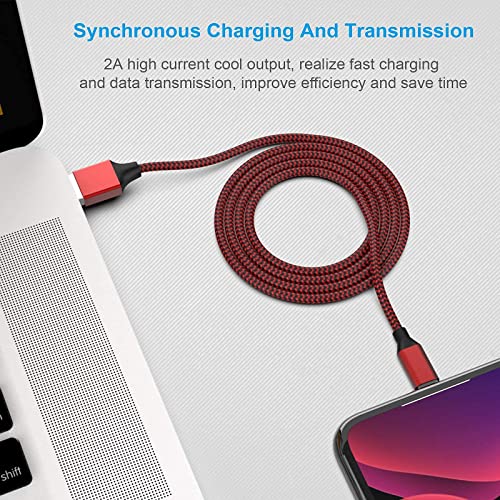 Synchronous Charging And Transmission
2A high current cool output, realize fast charging
and data transmission, improve efficiency and save time
shift